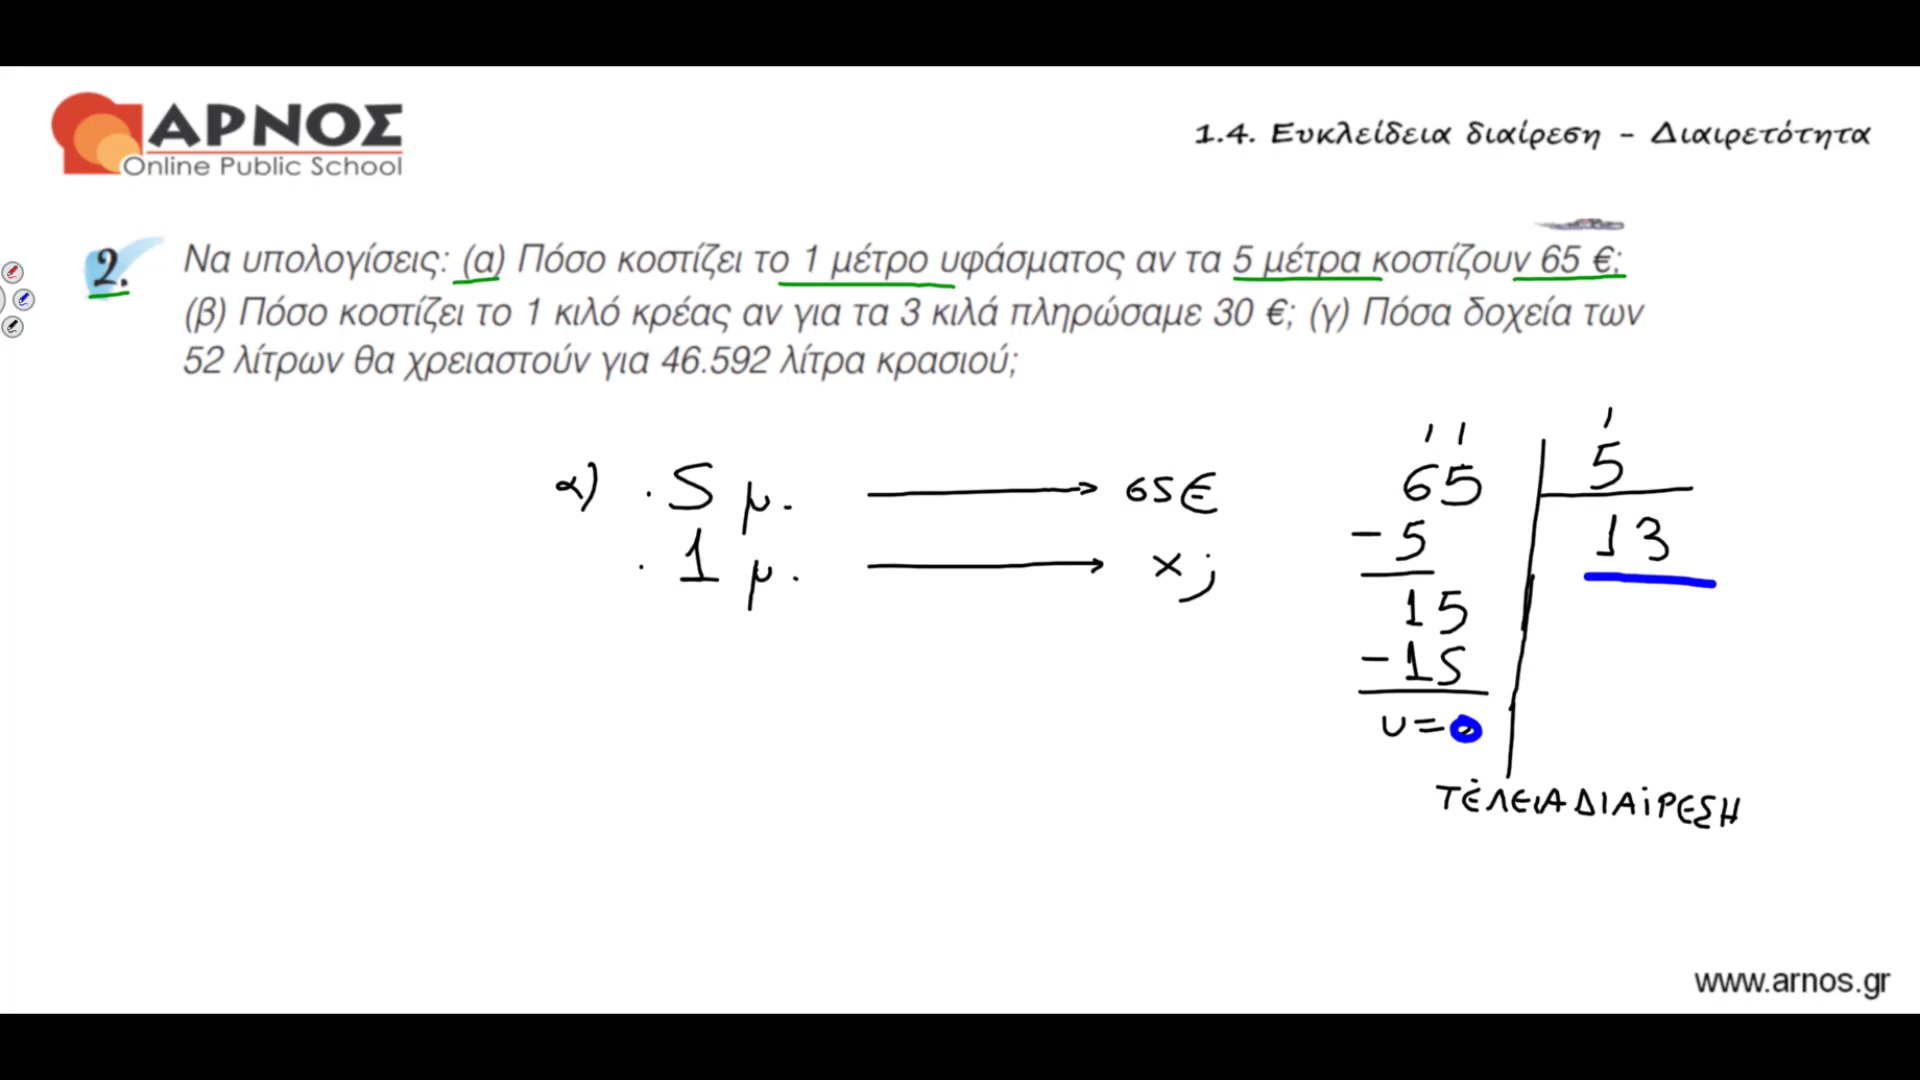 ΑΡΝΟΣ
Online Public School
1.4. Ευκλείδεια διαίρεση - Διαιρετότητα
2. Να υπολογίσεις: (α) Πόσο κοστίζει το 1 μέτρο υφάσματος αν τα 5 μέτρα κοστίζουν 65 €;
(β) Πόσο κοστίζει το 1 κιλό κρέας αν για τα 3 κιλά πληρώσαμε 30 €; (γ) Πόσα δοχεία των
52 λίτρων θα χρειαστούν για 46.592 λίτρα κρασιού;
α) . 5 μ. → 65€
. 1 μ. → x;
65 5
- 5 13
15
- 15
υ=0
ΤΈΛΕΙΑ ΔΙΑΊΡΕΣΗ
www.arnos.gr